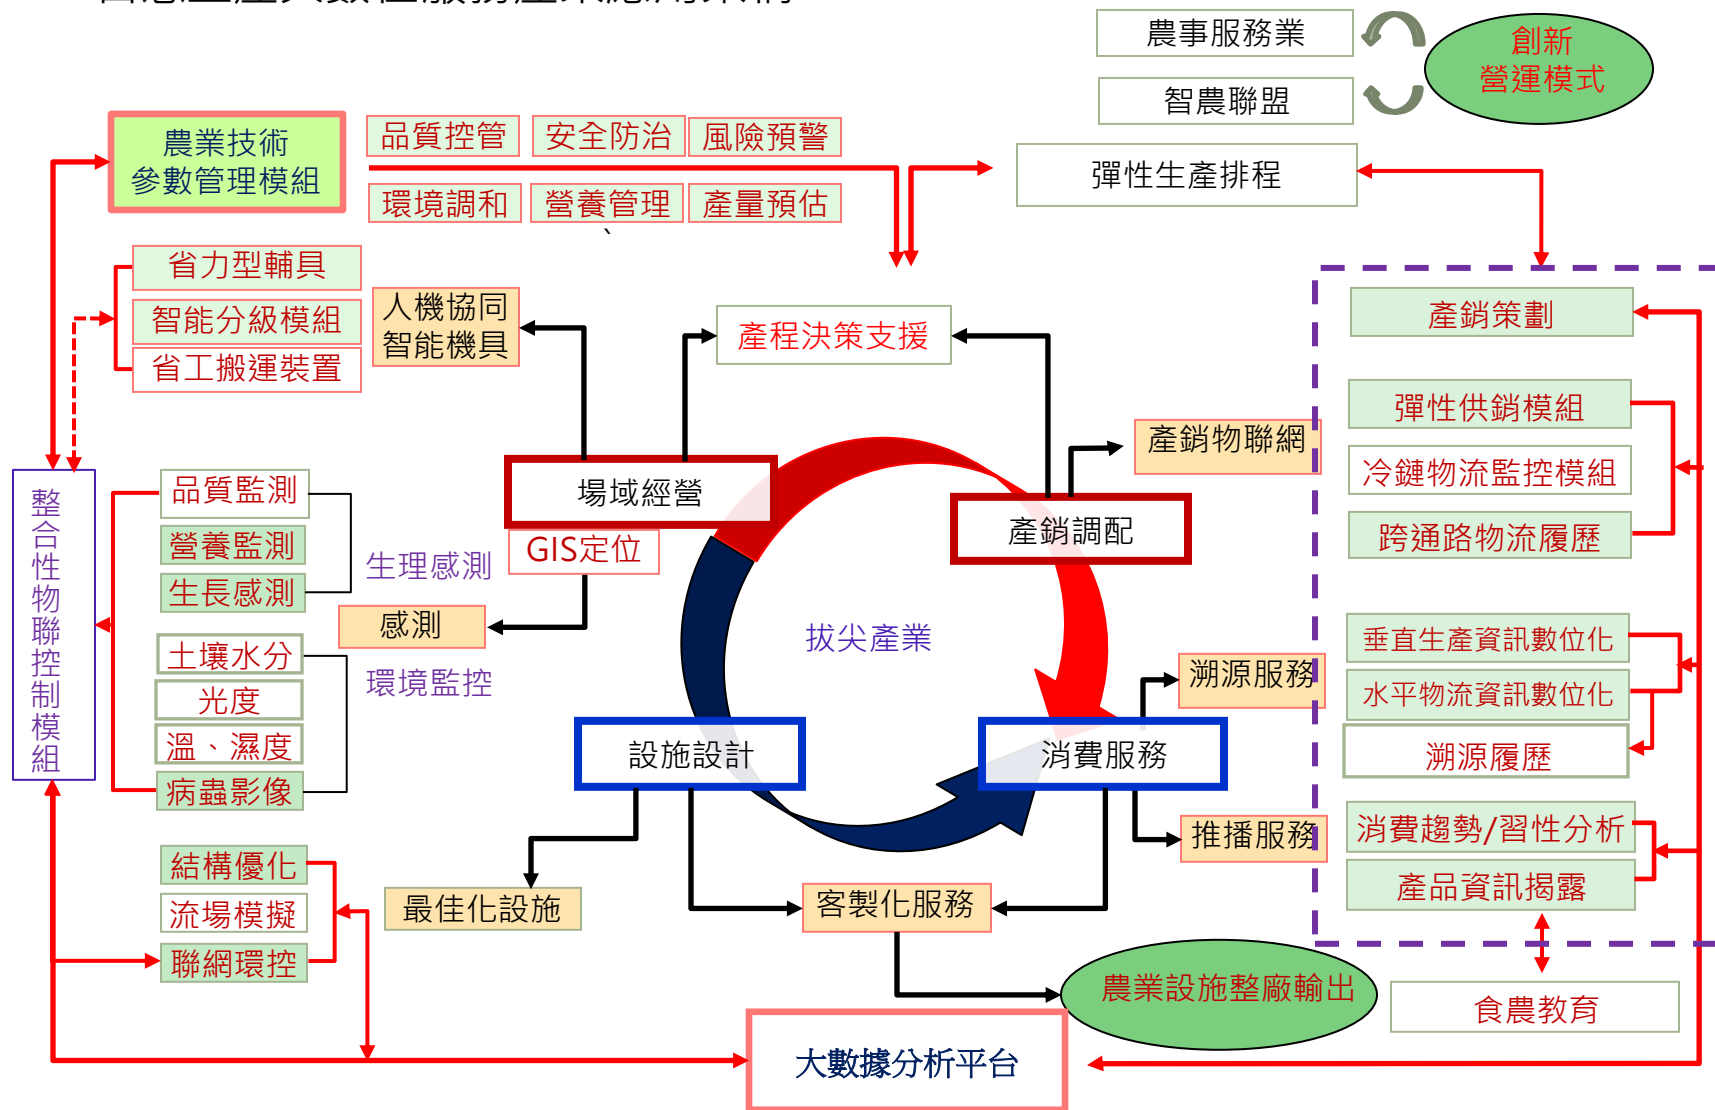 農事服務業
創新
營運模式
智農聯盟
農業技術
參數管理模組
品質控管
安全防治
風險預警
彈性生產排程
環境調和
營養管理
產量預估
、
省力型輔具
智能分級模組
省工搬運裝置
人機協同
智能機具
產程決策支援
產銷策劃
彈性供銷模組
冷鏈物流監控模組
跨通路物流履歷
產銷物聯網
場域經營
產銷調配
GIS定位
整合性物聯控制模組
品質監測
營養監測
生長感測
生理感測
感測
環境監控
土壤水分
光度
溫、濕度
病蟲影像
拔尖產業
溯源服務
垂直生產資訊數位化
水平物流資訊數位化
溯源履歷
設施設計
消費服務
推播服務
消費趨勢/習性分析
產品資訊揭露
結構優化
流場模擬
聯網環控
最佳化設施
客製化服務
農業設施整廠輸出
食農教育
大數據分析平台